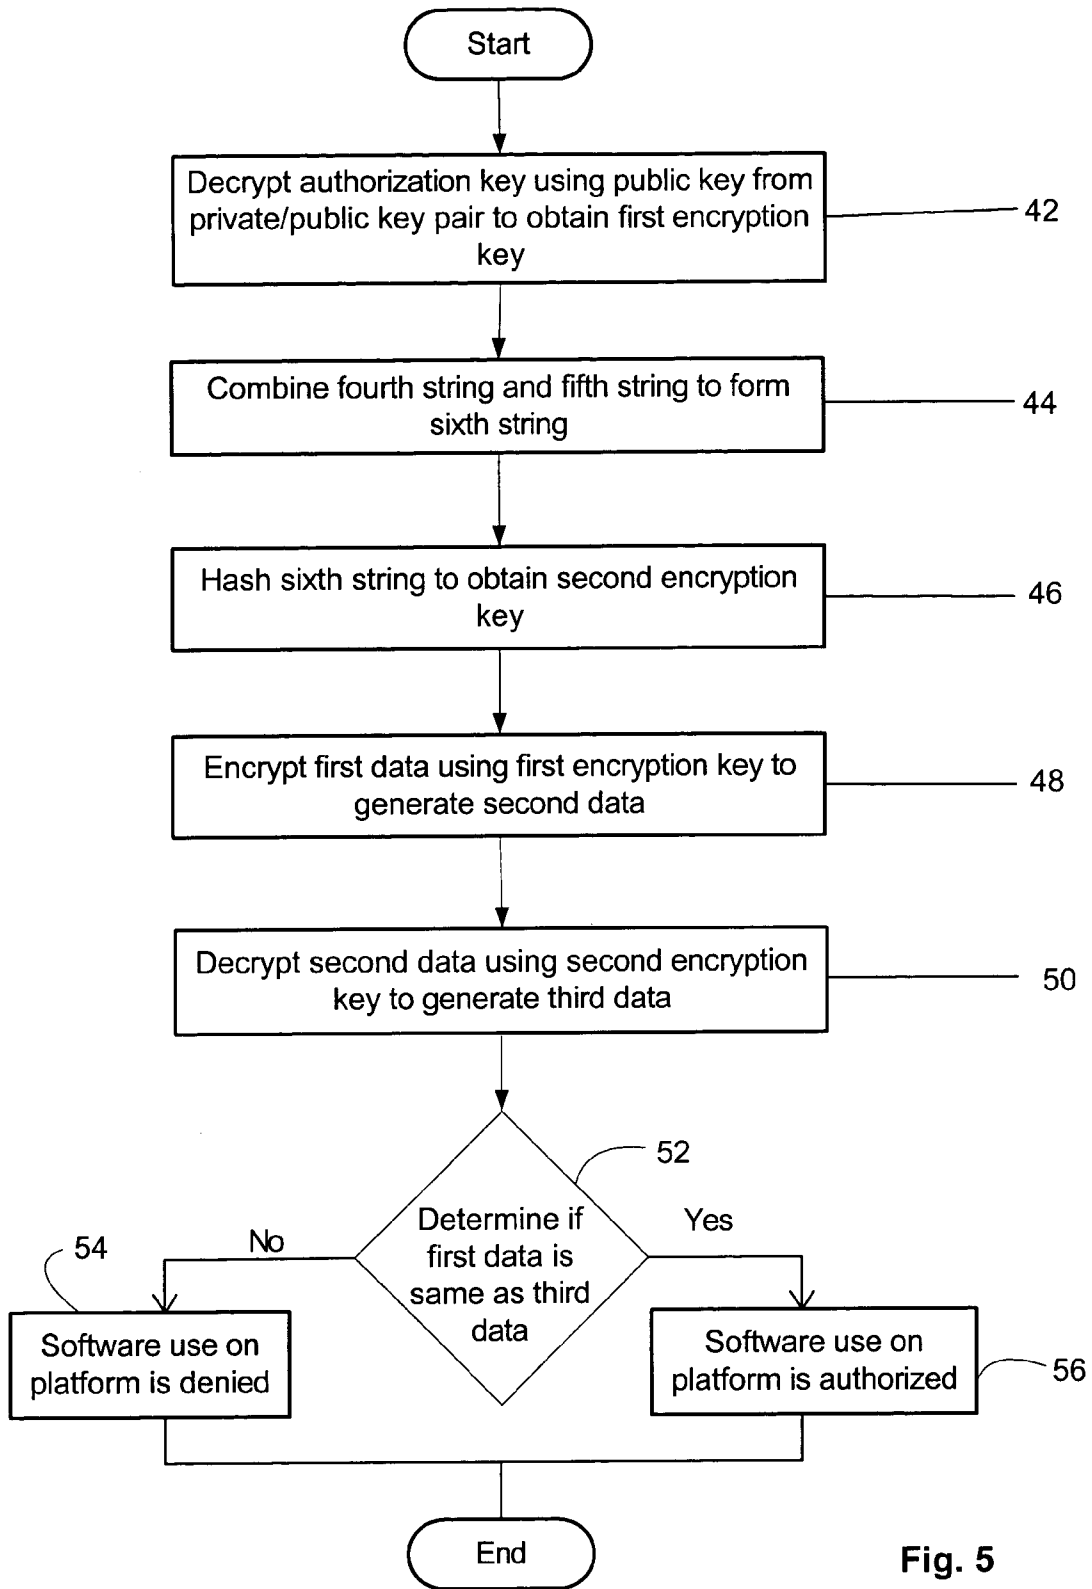 Start
Decrypt authorization key using public key from
private/public key pair to obtain first encryption
key
42
Combine fourth string and fifth string to form
sixth string
44
Hash sixth string to obtain second encryption
key
46
Encrypt first data using first encryption key to
generate second data
48
Decrypt second data using second encryption
key to generate third data
50
52
Determine if
first data is
same as third
data
No
Yes
54
Software use on
platform is denied
Software use on
platform is authorized
56
End
Fig. 5